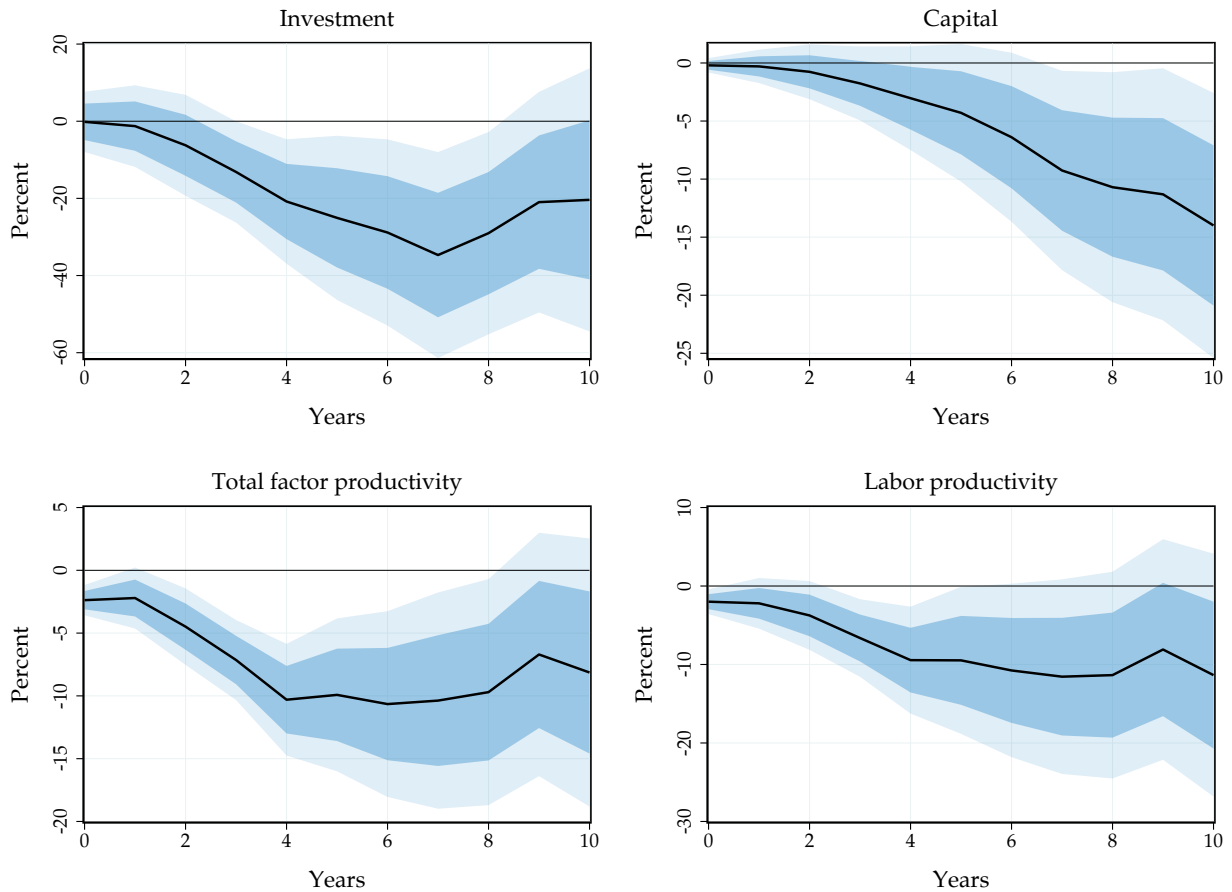 Investment
20
0
-20
-40
-60
Percent
0 2 4 6 8 10
Years
Capital
0
-5
-10
-15
-20
-25
Percent
0 2 4 6 8 10
Years
Total factor productivity
5
0
-5
-10
-15
-20
Percent
0 2 4 6 8 10
Years
Labor productivity
10
0
-10
-20
-30
Percent
0 2 4 6 8 10
Years